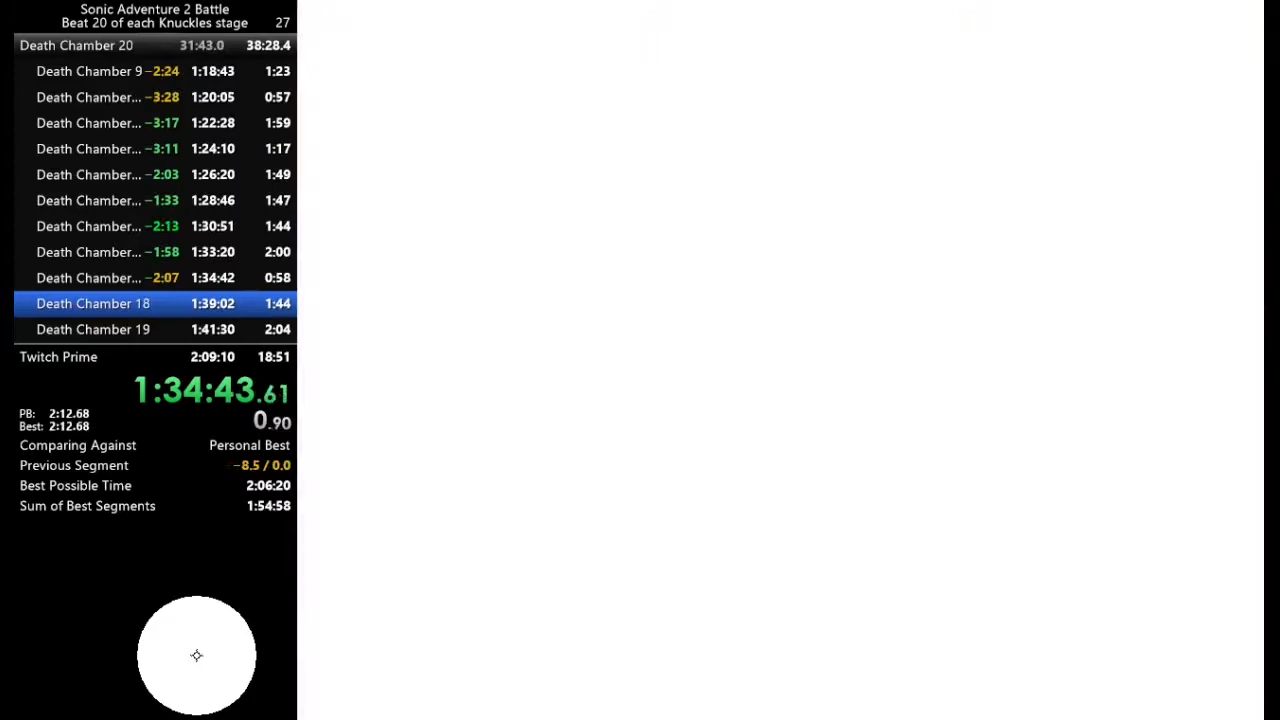 Sonic Adventure 2 Battle
Beat 20 of each Knuckles stage 27
Death Chamber 20 31:43.0 38:28.4
Death Chamber 9 −2:24 1:18:43 1:23
Death Chamber... −3:28 1:20:05 0:57
Death Chamber... −3:17 1:22:28 1:59
Death Chamber... −3:11 1:24:10 1:17
Death Chamber... −2:03 1:26:20 1:49
Death Chamber... −1:33 1:28:46 1:47
Death Chamber... −2:13 1:30:51 1:44
Death Chamber... −1:58 1:33:20 2:00
Death Chamber... −2:07 1:34:42 0:58
Death Chamber 18 1:39:02 1:44
Death Chamber 19 1:41:30 2:04
Twitch Prime 2:09:10 18:51
1:34:43.61
PB: 2:12.68 0.90
Best: 2:12.68
Comparing Against Personal Best
Previous Segment −8.5 / 0.0
Best Possible Time 2:06:20
Sum of Best Segments 1:54:58